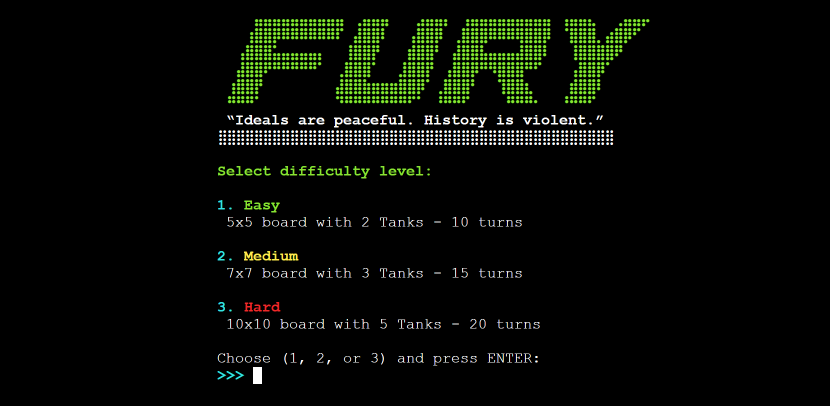 FURY
“Ideals are peaceful. History is violent.”
Select difficulty level:
1. Easy
5x5 board with 2 Tanks - 10 turns
2. Medium
7x7 board with 3 Tanks - 15 turns
3. Hard
10x10 board with 5 Tanks - 20 turns
Choose (1, 2, or 3) and press ENTER:
>>>